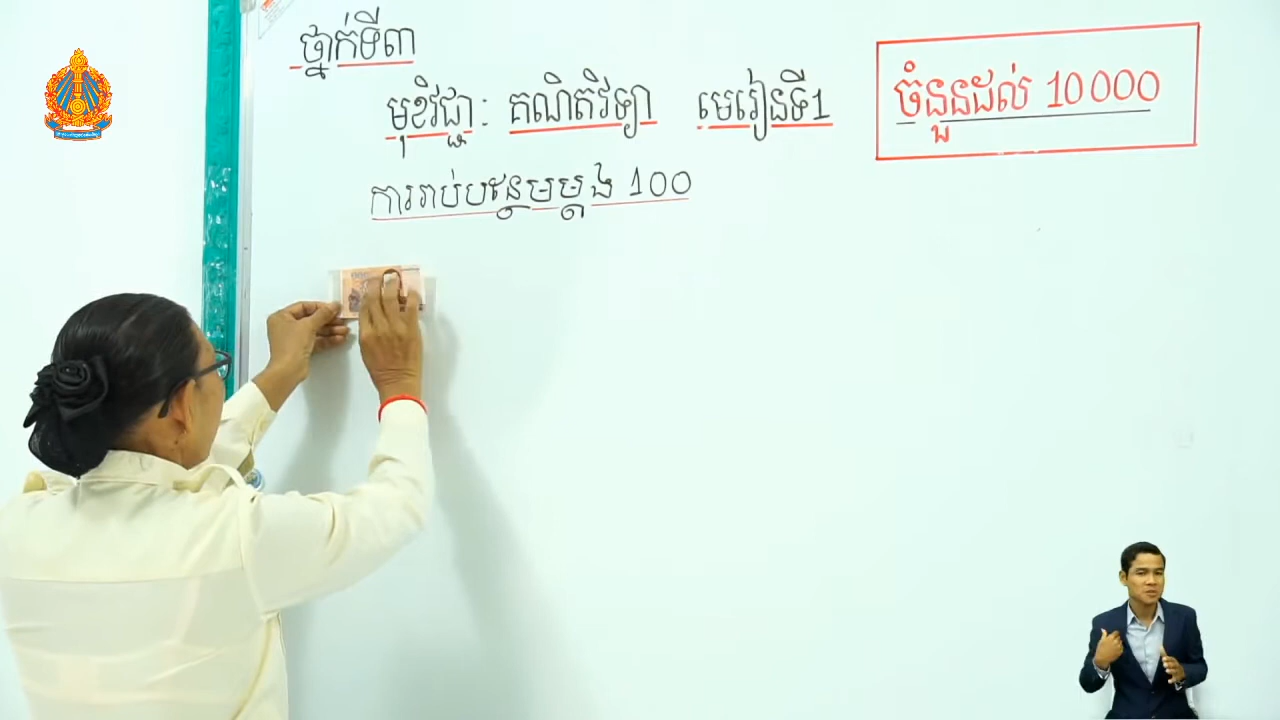 ថ្នាក់ទី៣
មុខវិជ្ជា: គណិតវិទ្យា មេរៀនទី1
ចំនួនដល់ 10000
ការរាប់បន្ថែមម្ដង 100